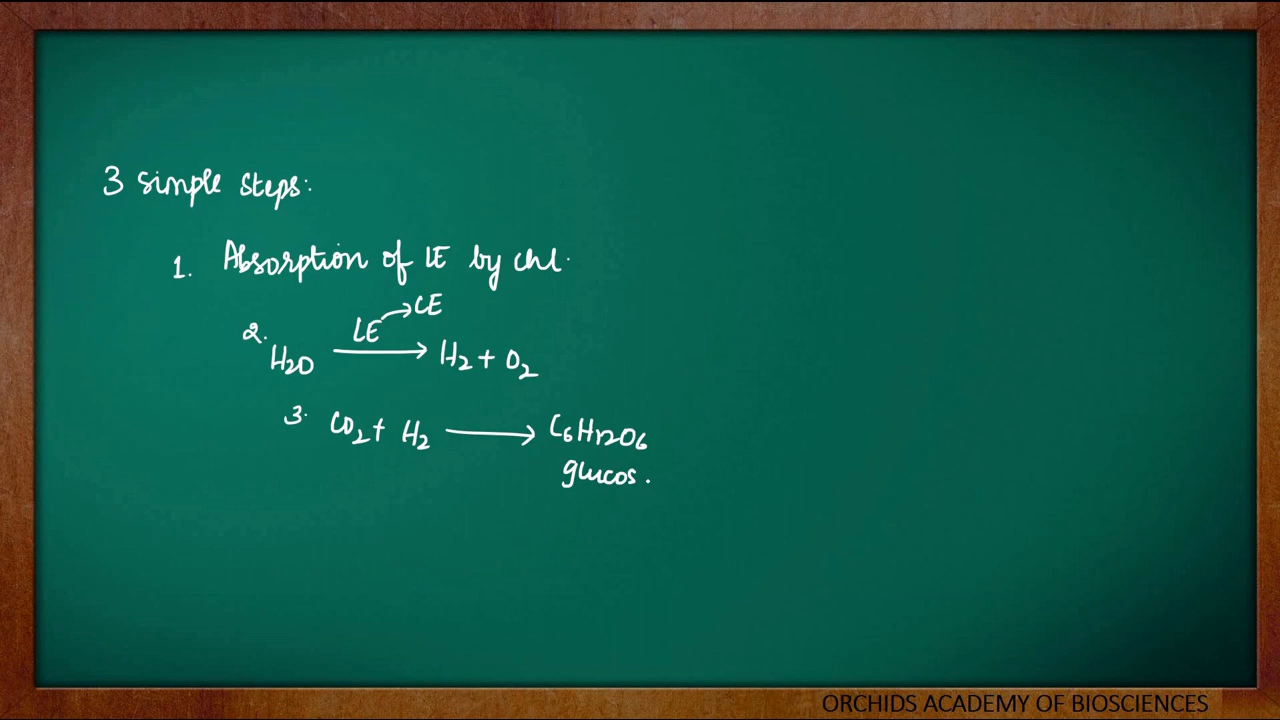 3 simple steps:
1. Absorption of LE by chl.
2. H2O LE → CE → H2 + O2
3. CO2 + H2 → C6H12O6
glucos.
ORCHIDS ACADEMY OF BIOSCIENCES